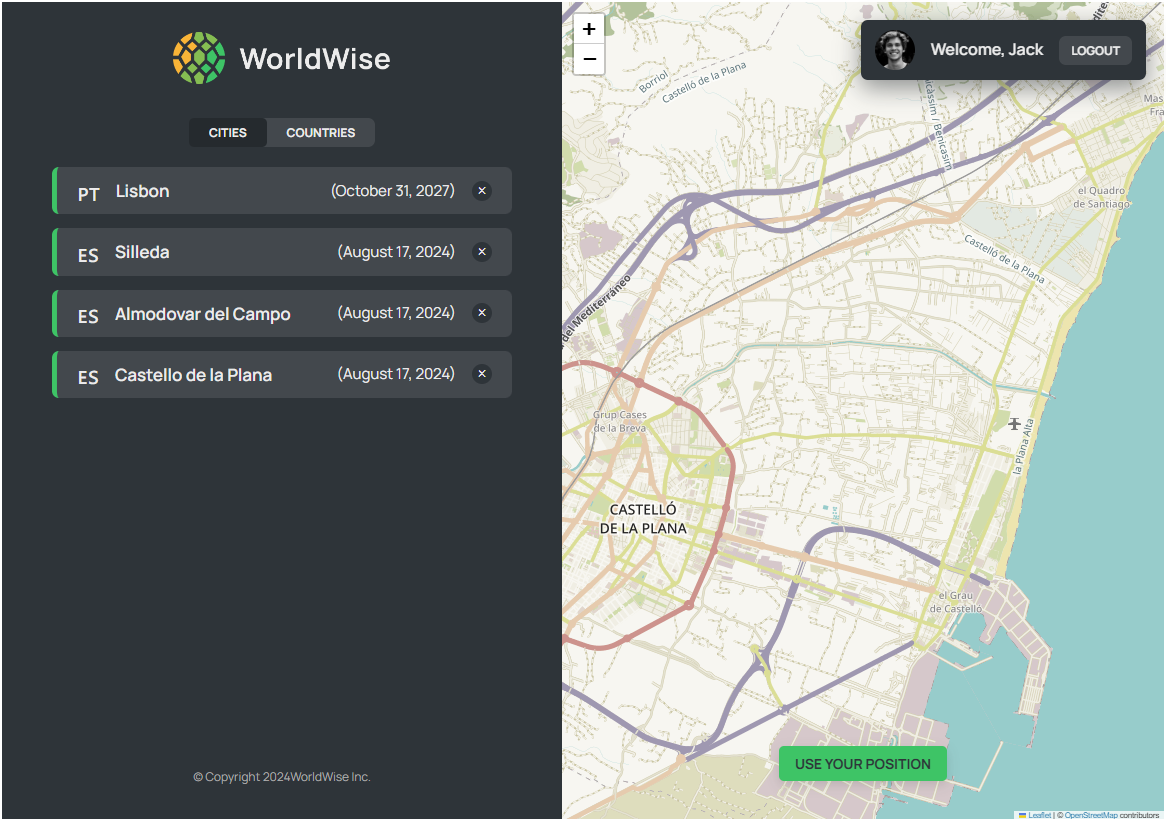 WorldWise
CITIES
COUNTRIES
PT Lisbon (October 31, 2027) ×
ES Silleda (August 17, 2024) ×
ES Almodovar del Campo (August 17, 2024) ×
ES Castello de la Plana (August 17, 2024) ×
© Copyright 2024WorldWise Inc.
+
−
Welcome, Jack
LOGOUT
Borriol
Castelló de la Plana
Benicàssim / Benicasim
Mas
Fra
el Quadro
de Santiago
Castelló de la Plana
del Mediterráneo
Grup Cases
de la Breva
la Plana Alta
CASTELLÓ
DE LA PLANA
el Grau
de Castelló
USE YOUR POSITION
Leaflet | © OpenStreetMap contributors